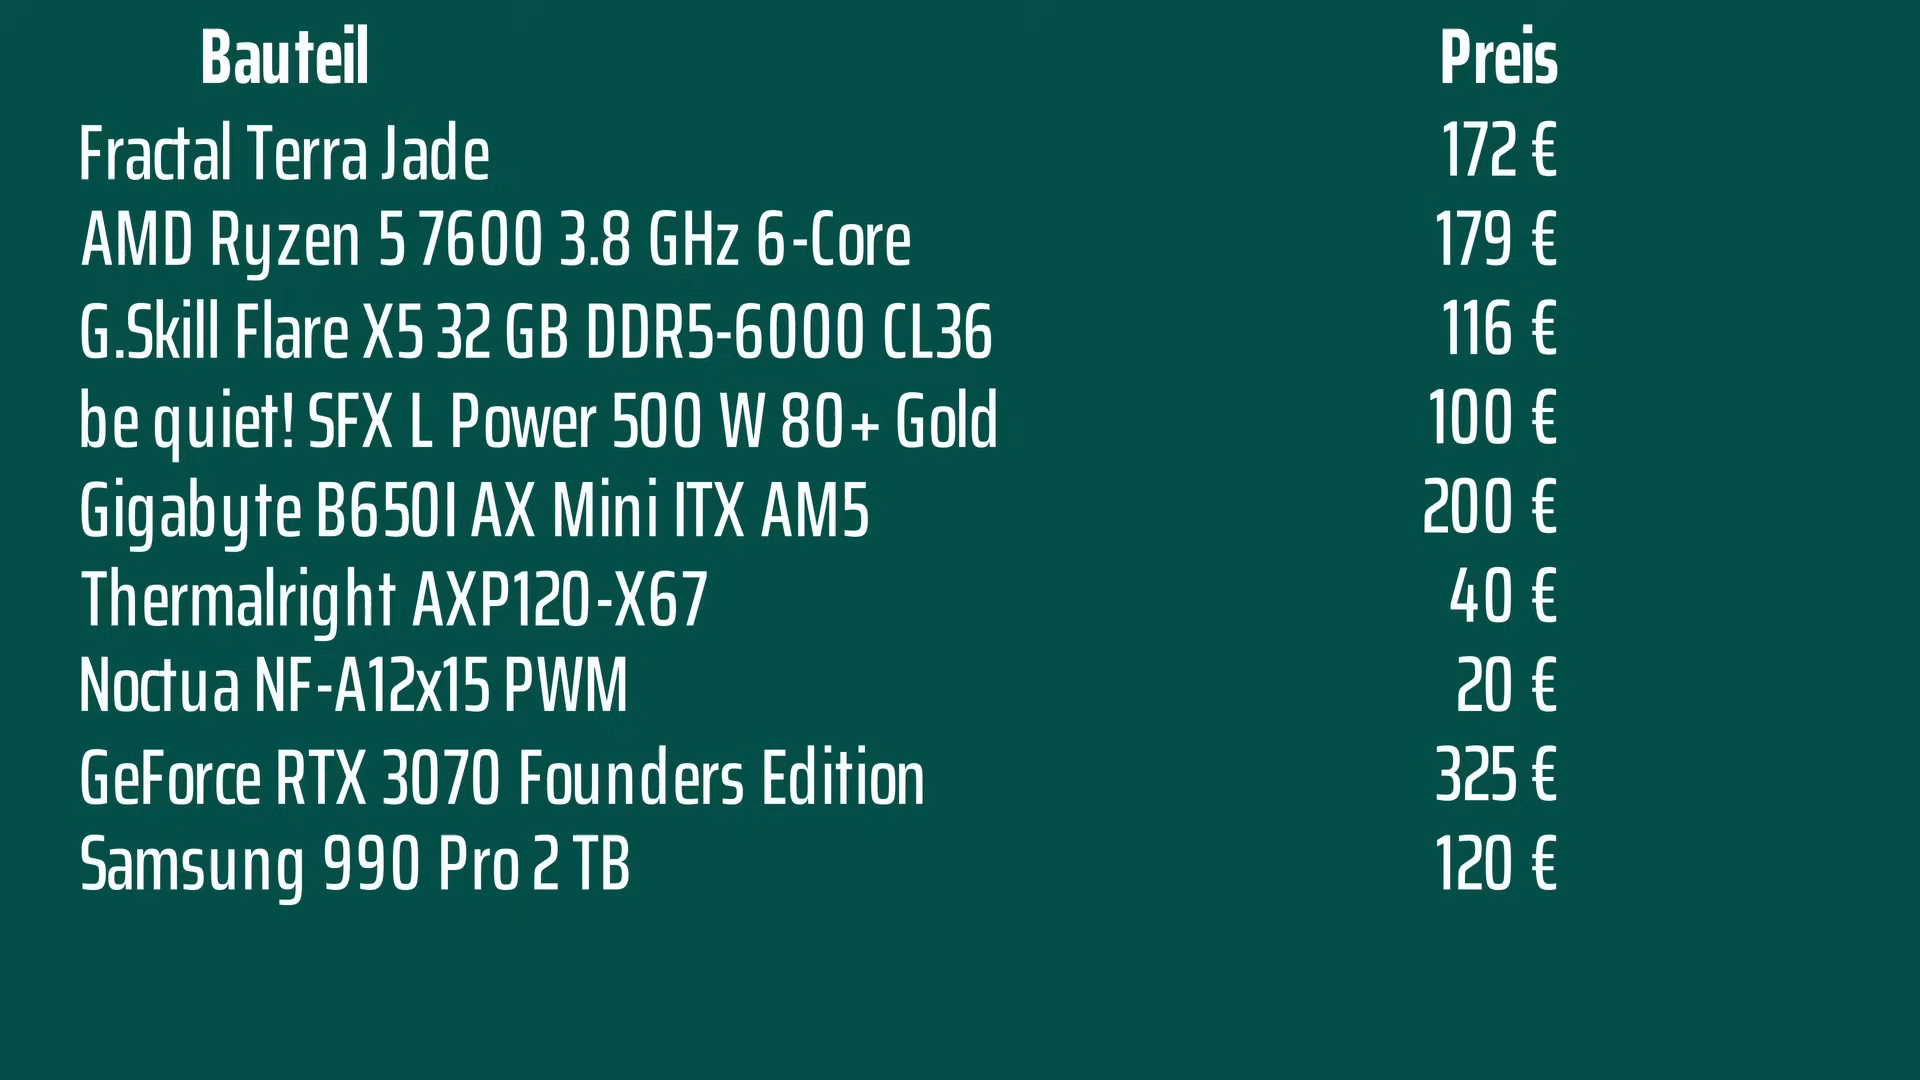 Bauteil Preis
Fractal Terra Jade 172 €
AMD Ryzen 5 7600 3.8 GHz 6-Core 179 €
G.Skill Flare X5 32 GB DDR5-6000 CL36 116 €
be quiet! SFX L Power 500 W 80+ Gold 100 €
Gigabyte B650I AX Mini ITX AM5 200 €
Thermalright AXP120-X67 40 €
Noctua NF-A12x15 PWM 20 €
GeForce RTX 3070 Founders Edition 325 €
Samsung 990 Pro 2 TB 120 €